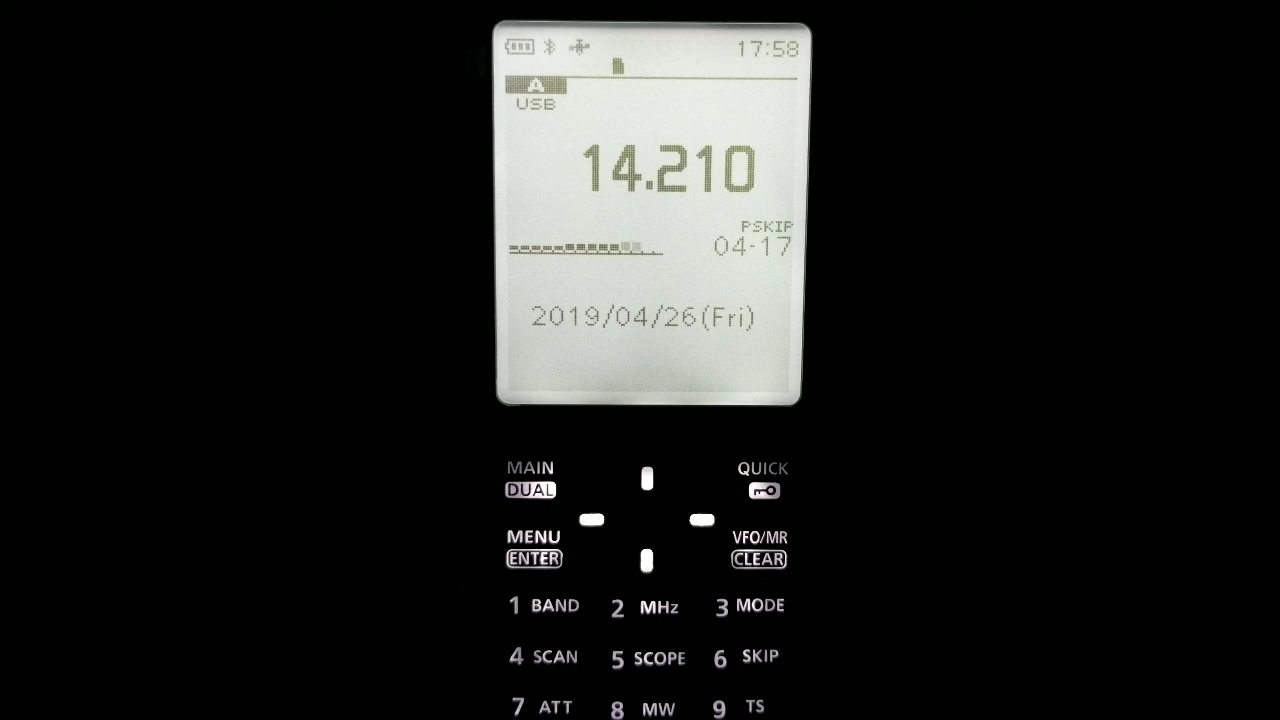 17:58
A
USB
14.210
PSKIP
04-17
2019/04/26(Fri)
MAIN QUICK
DUAL
MENU VFO/MR
ENTER CLEAR
1 BAND 2 MHz 3 MODE
4 SCAN 5 SCOPE 6 SKIP
7 ATT 8 MW 9 TS